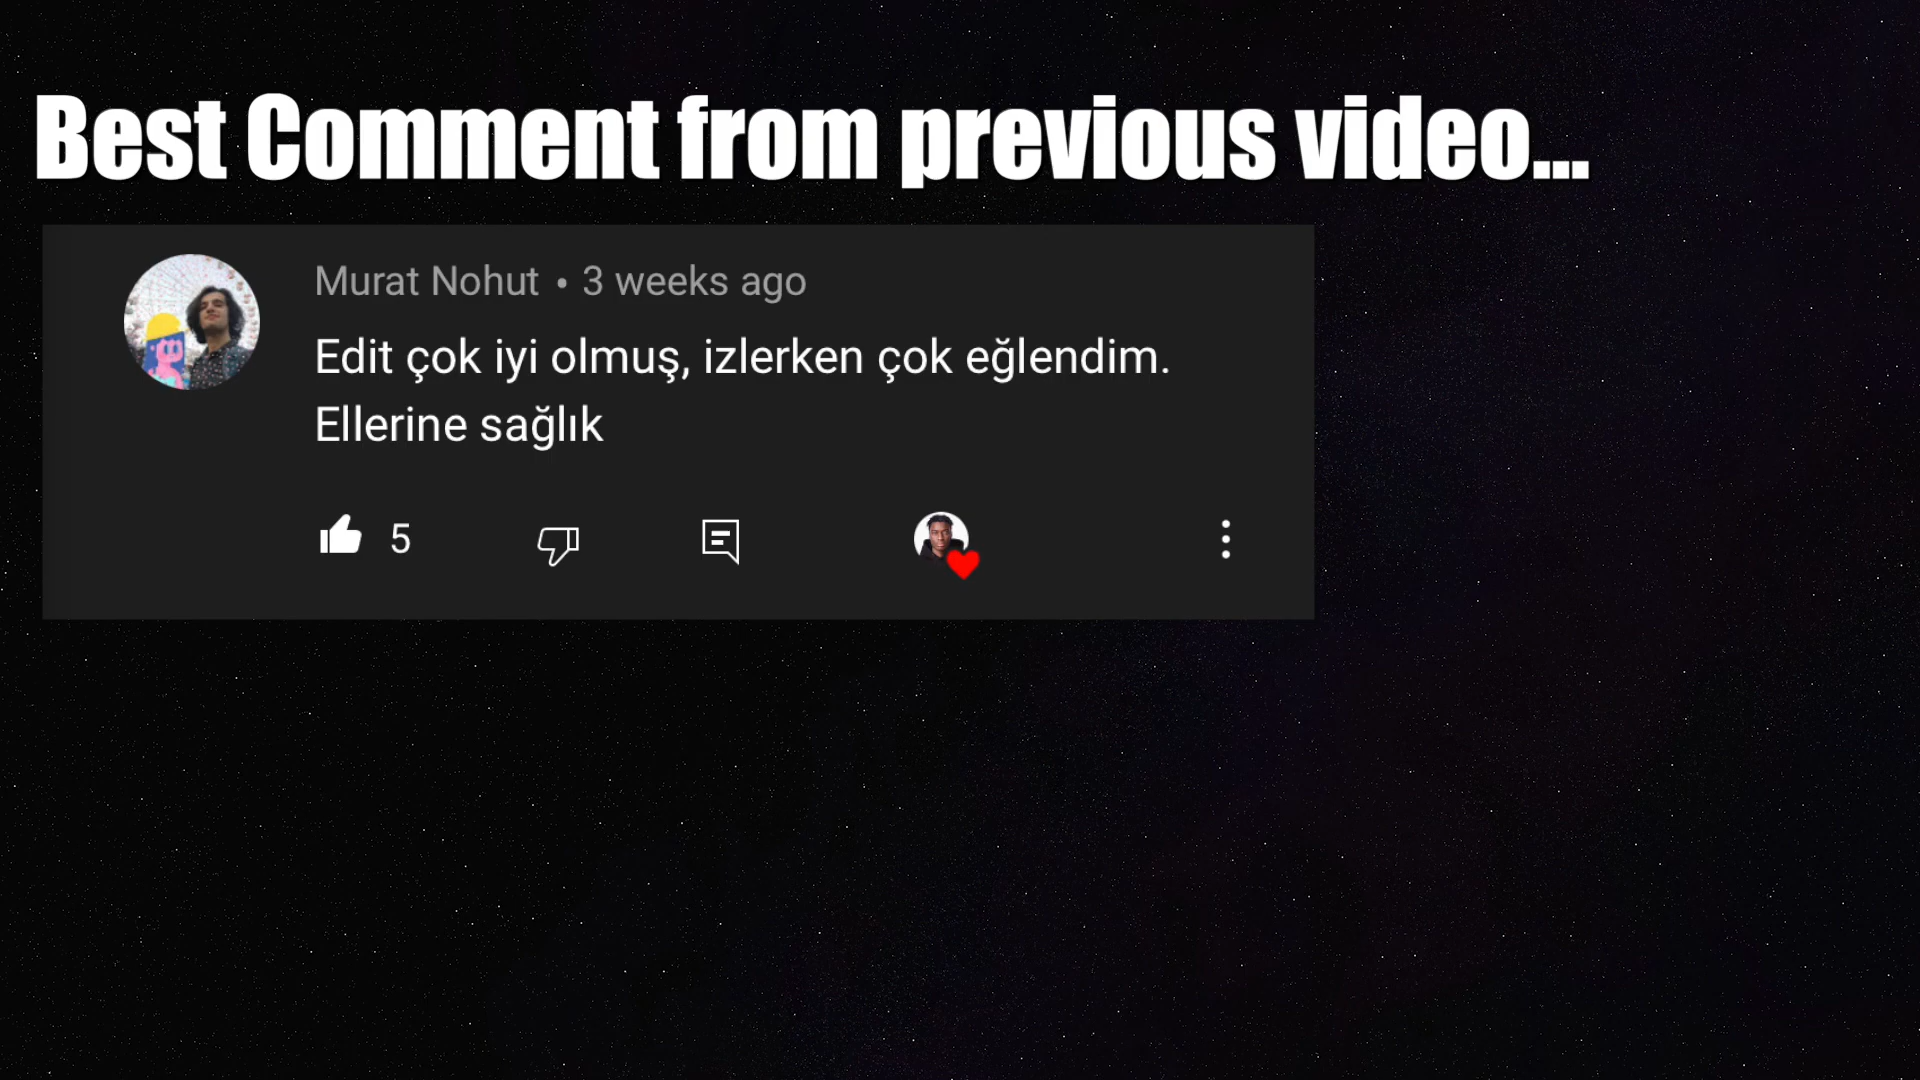 Best Comment from previous video...
Murat Nohut • 3 weeks ago
Edit çok iyi olmuş, izlerken çok eğlendim.
Ellerine sağlık
5